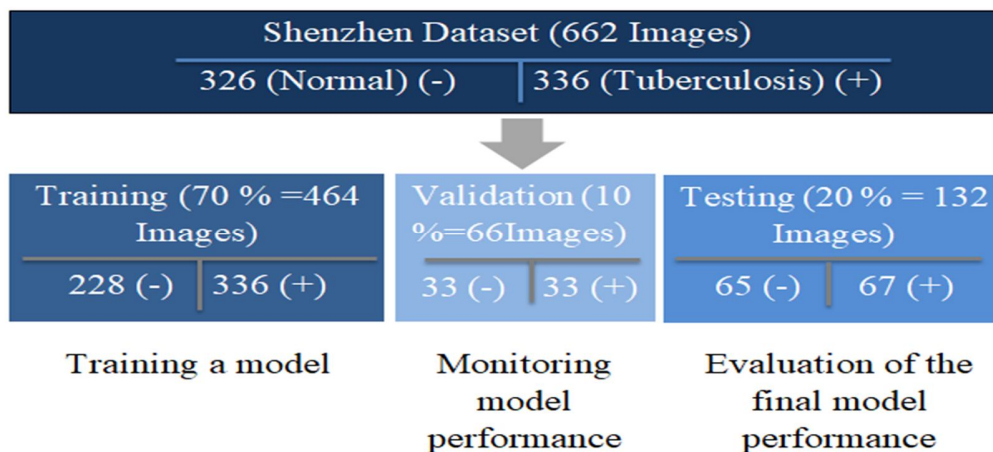 Shenzhen Dataset (662 Images)
326 (Normal) (-) 336 (Tuberculosis) (+)
Training (70 % =464
Images)
228 (-) 336 (+)
Validation (10
%=66Images)
33 (-) 33 (+)
Testing (20 % = 132
Images)
65 (-) 67 (+)
Training a model
Monitoring
model
performance
Evaluation of the
final model
performance